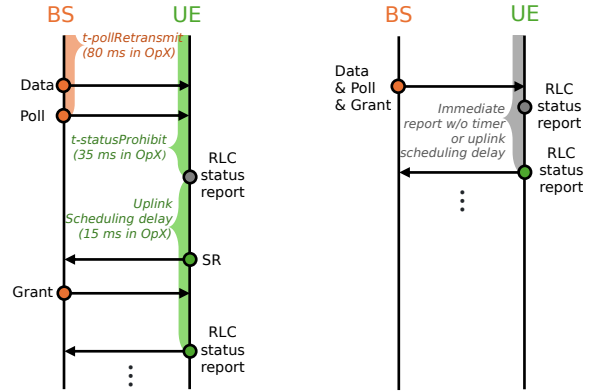 BS
UE
t-pollRetransmit
(80 ms in OpX)
Data
Poll
t-statusProhibit
(35 ms in OpX)
RLC
status
report
Uplink
Scheduling delay
(15 ms in OpX)
SR
Grant
RLC
status
report
BS
UE
Data
& Poll
& Grant
RLC
status
report
Immediate
report w/o timer
or uplink
scheduling delay
RLC
status
report